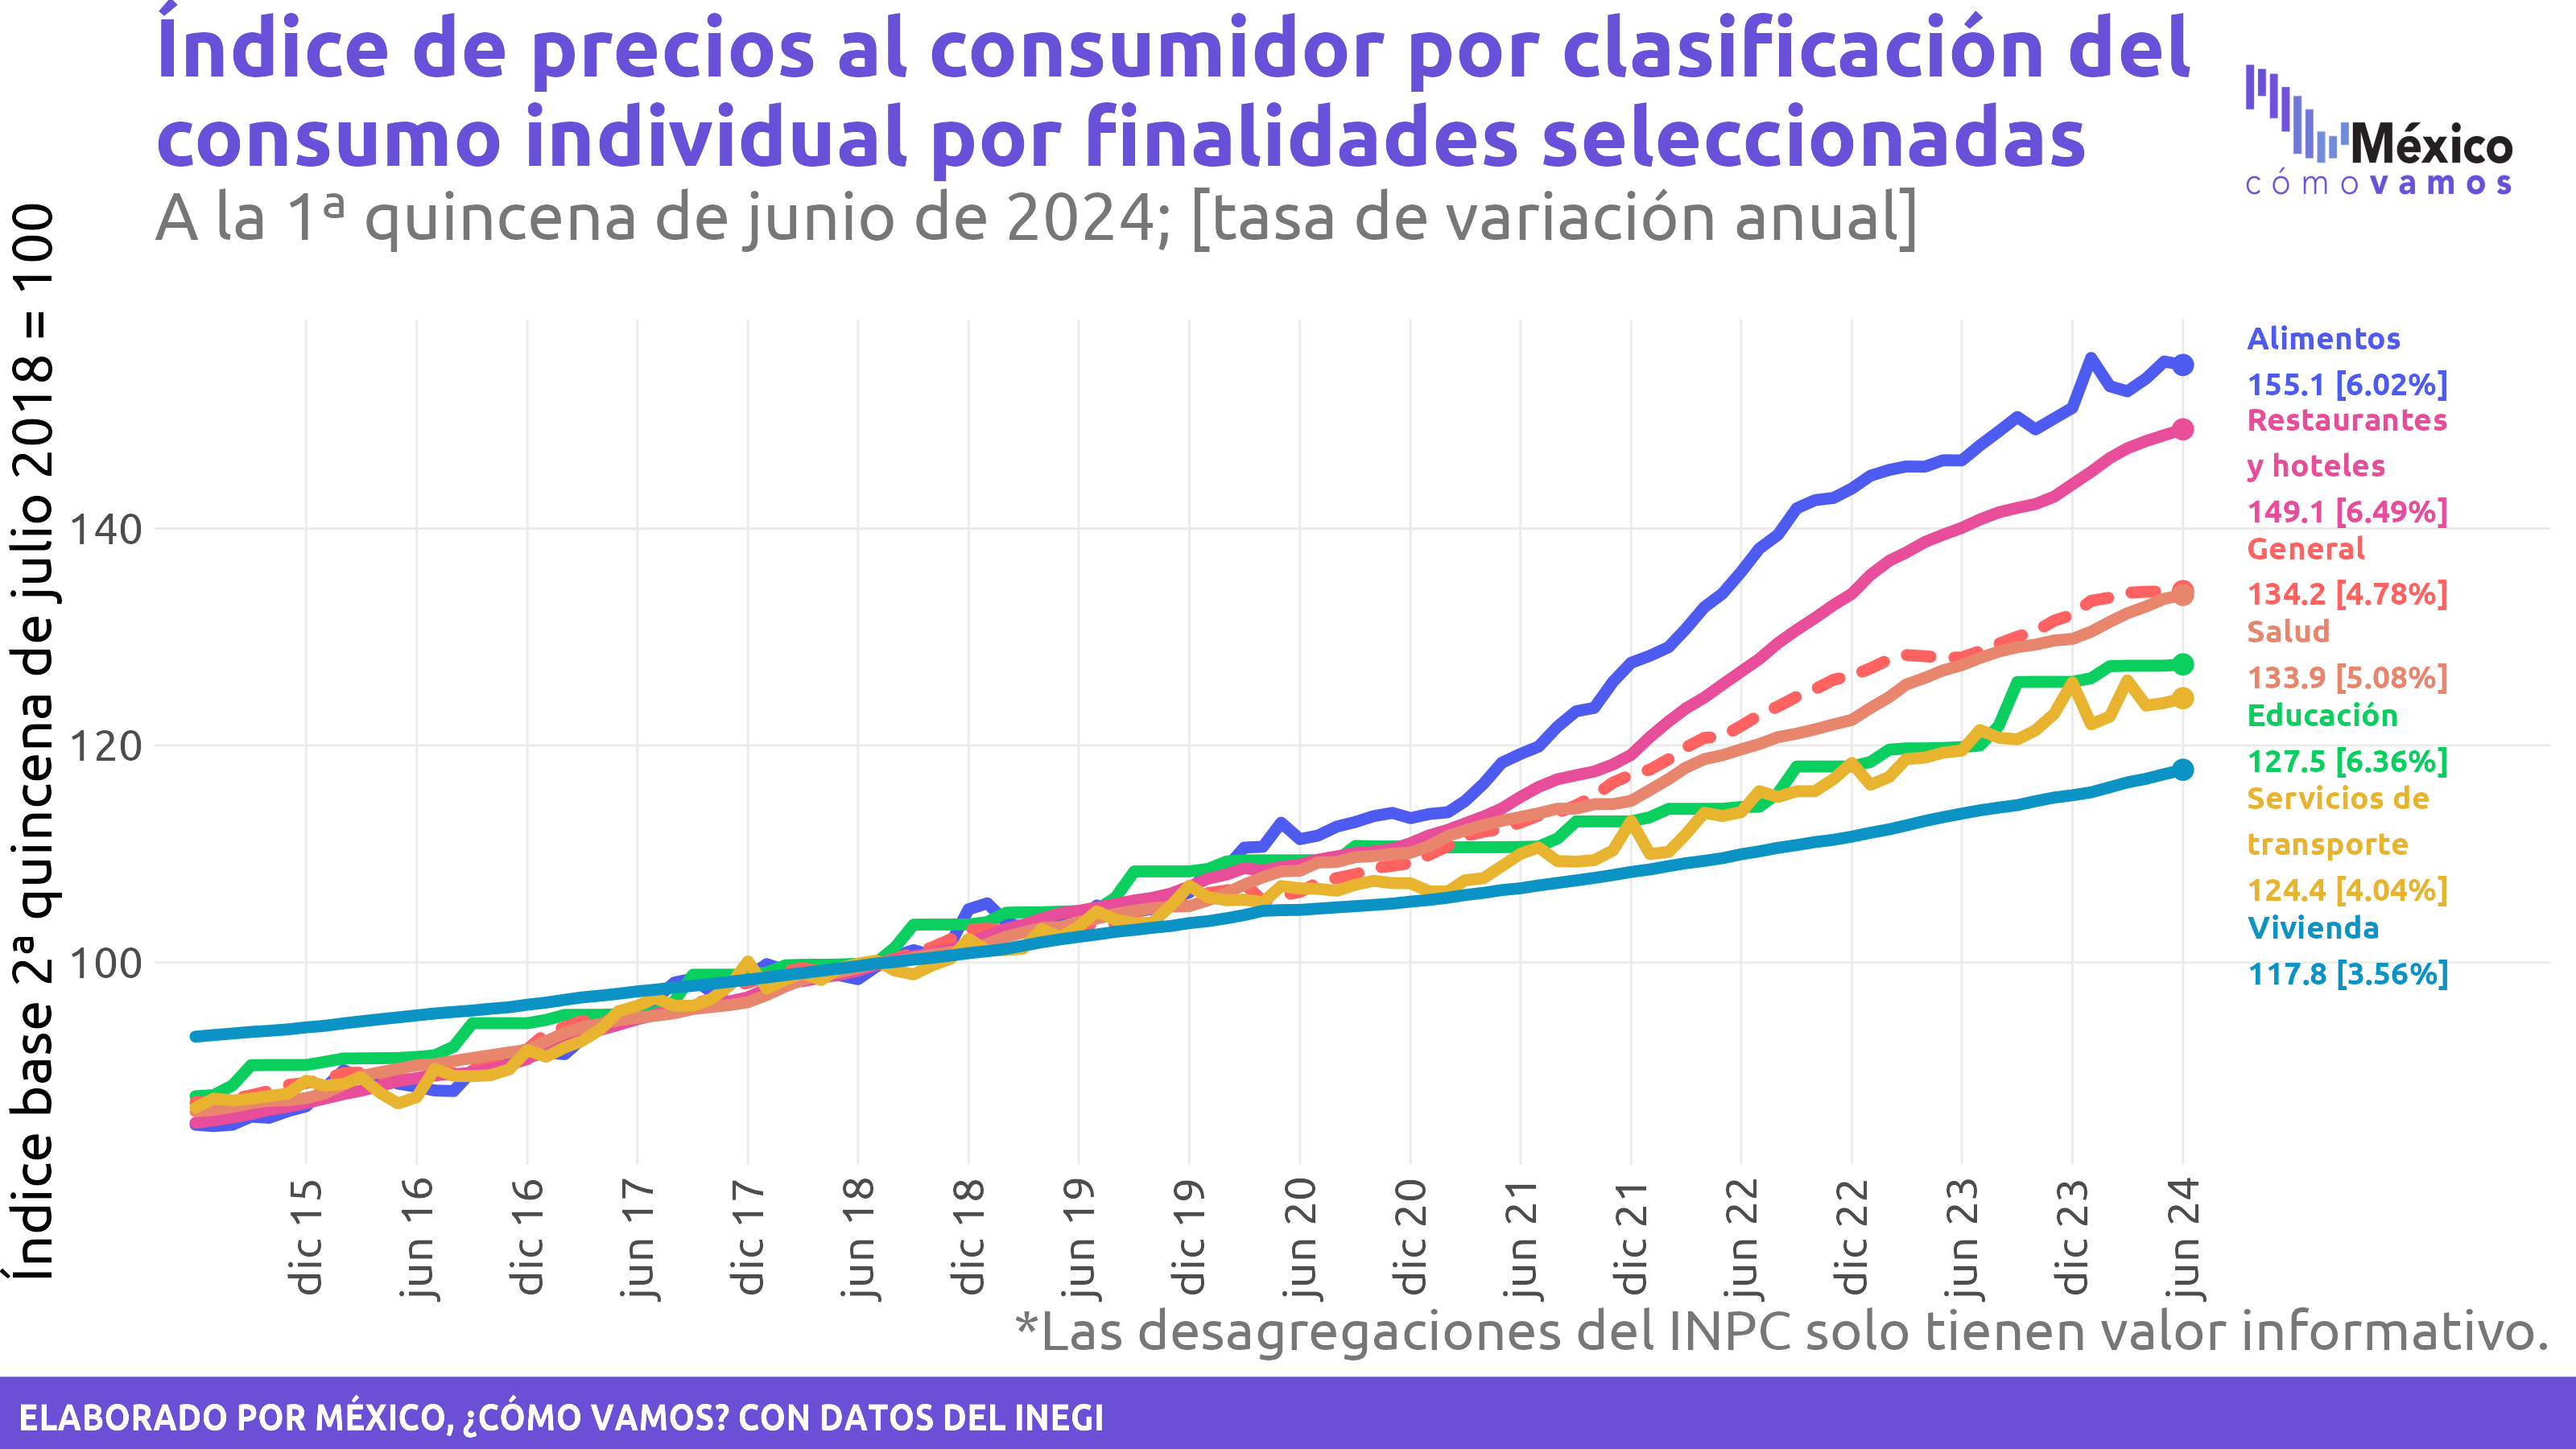 Índice de precios al consumidor por clasificación del
consumo individual por finalidades seleccionadas
A la 1ª quincena de junio de 2024; [tasa de variación anual]
México
cómo vamos
Índice base 2ª quincena de julio 2018 = 100
140
120
100
Alimentos
155.1 [6.02%]
Restaurantes
y hoteles
149.1 [6.49%]
General
134.2 [4.78%]
Salud
133.9 [5.08%]
Educación
127.5 [6.36%]
Servicios de
transporte
124.4 [4.04%]
Vivienda
117.8 [3.56%]
dic 15
jun 16
dic 16
jun 17
dic 17
jun 18
dic 18
jun 19
dic 19
jun 20
dic 20
jun 21
dic 21
jun 22
dic 22
jun 23
dic 23
jun 24
*Las desagregaciones del INPC solo tienen valor informativo.
ELABORADO POR MÉXICO, ¿CÓMO VAMOS? CON DATOS DEL INEGI